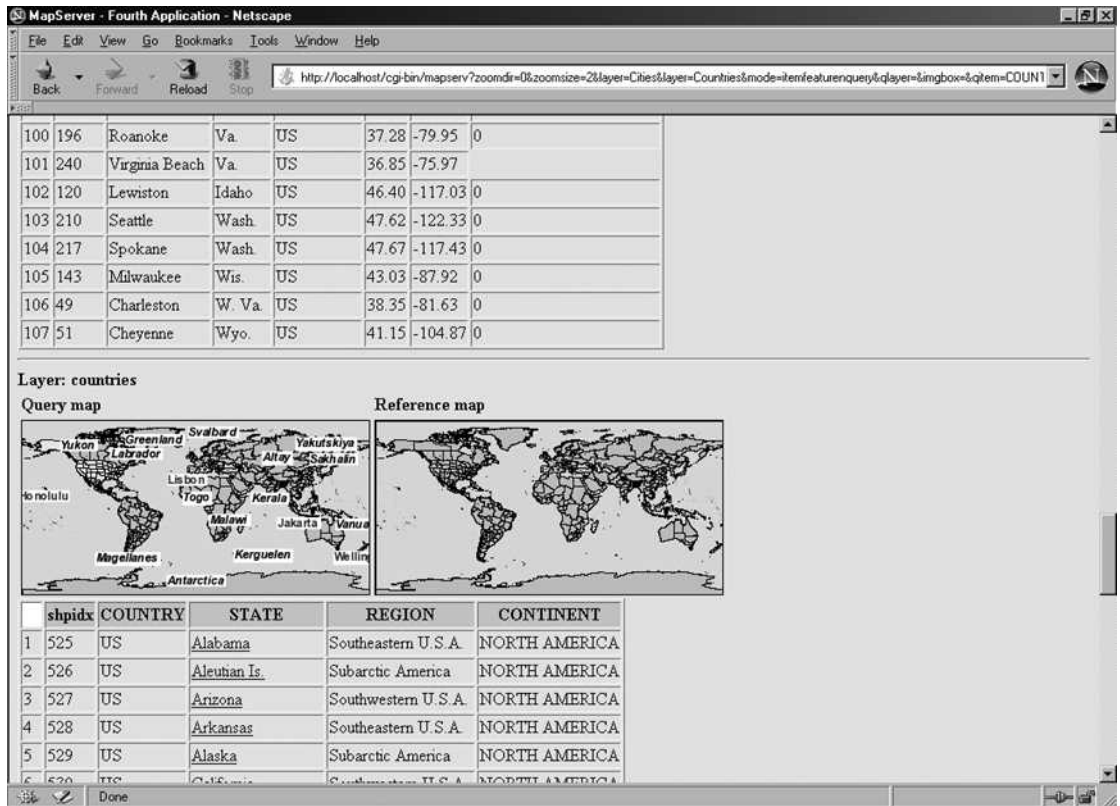 MapServer - Fourth Application - Netscape
File Edit View Go Bookmarks Tools Window Help
Back Forward Reload Stop
http://localhost/cgi-bin/mapserv?zoomdir=0&zoomsize=2&layer=Cities&layer=Countries&mode=itemfeaturenquery&qlayer=&imgbox=&qitem=COUNT
100 196 Roanoke Va. US 37.28 -79.95 0
101 240 Virginia Beach Va. US 36.85 -75.97
102 120 Lewiston Idaho US 46.40 -117.03 0
103 210 Seattle Wash. US 47.62 -122.33 0
104 217 Spokane Wash. US 47.67 -117.43 0
105 143 Milwaukee Wis. US 43.03 -87.92 0
106 49 Charleston W. Va. US 38.35 -81.63 0
107 51 Cheyenne Wyo. US 41.15 -104.87 0
Layer: countries
Query map Reference map
Svalbard
Yukon Greenland Yakutskiya
Labrador Altay Sakhalin
Lisbon
Honolulu Togo Kerala
Malawi Jakarta Vanua
Magellanes Kerguelen Welling
Antarctica
shpidx COUNTRY STATE REGION CONTINENT
1 525 US Alabama Southeastern U.S.A. NORTH AMERICA
2 526 US Aleutian Is. Subarctic America NORTH AMERICA
3 527 US Arizona Southwestern U.S.A. NORTH AMERICA
4 528 US Arkansas Southeastern U.S.A. NORTH AMERICA
5 529 US Alaska Subarctic America NORTH AMERICA
Done